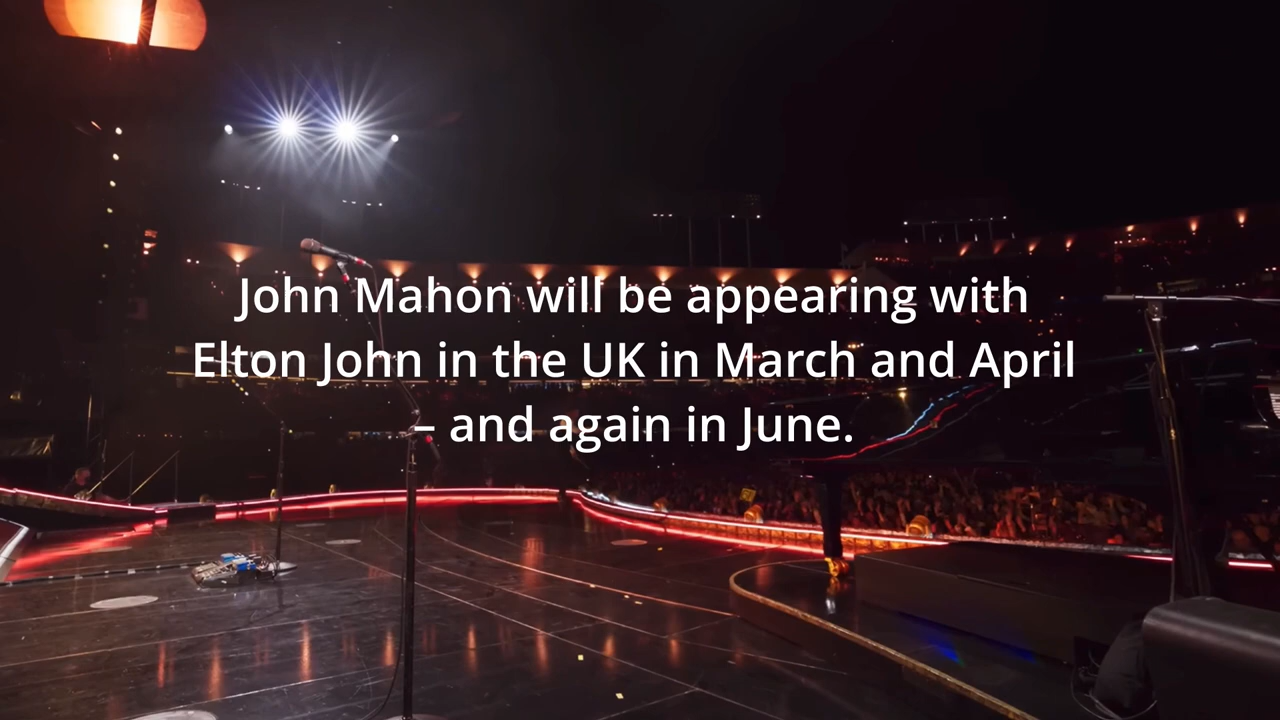 John Mahon will be appearing with
Elton John in the UK in March and April
– and again in June.